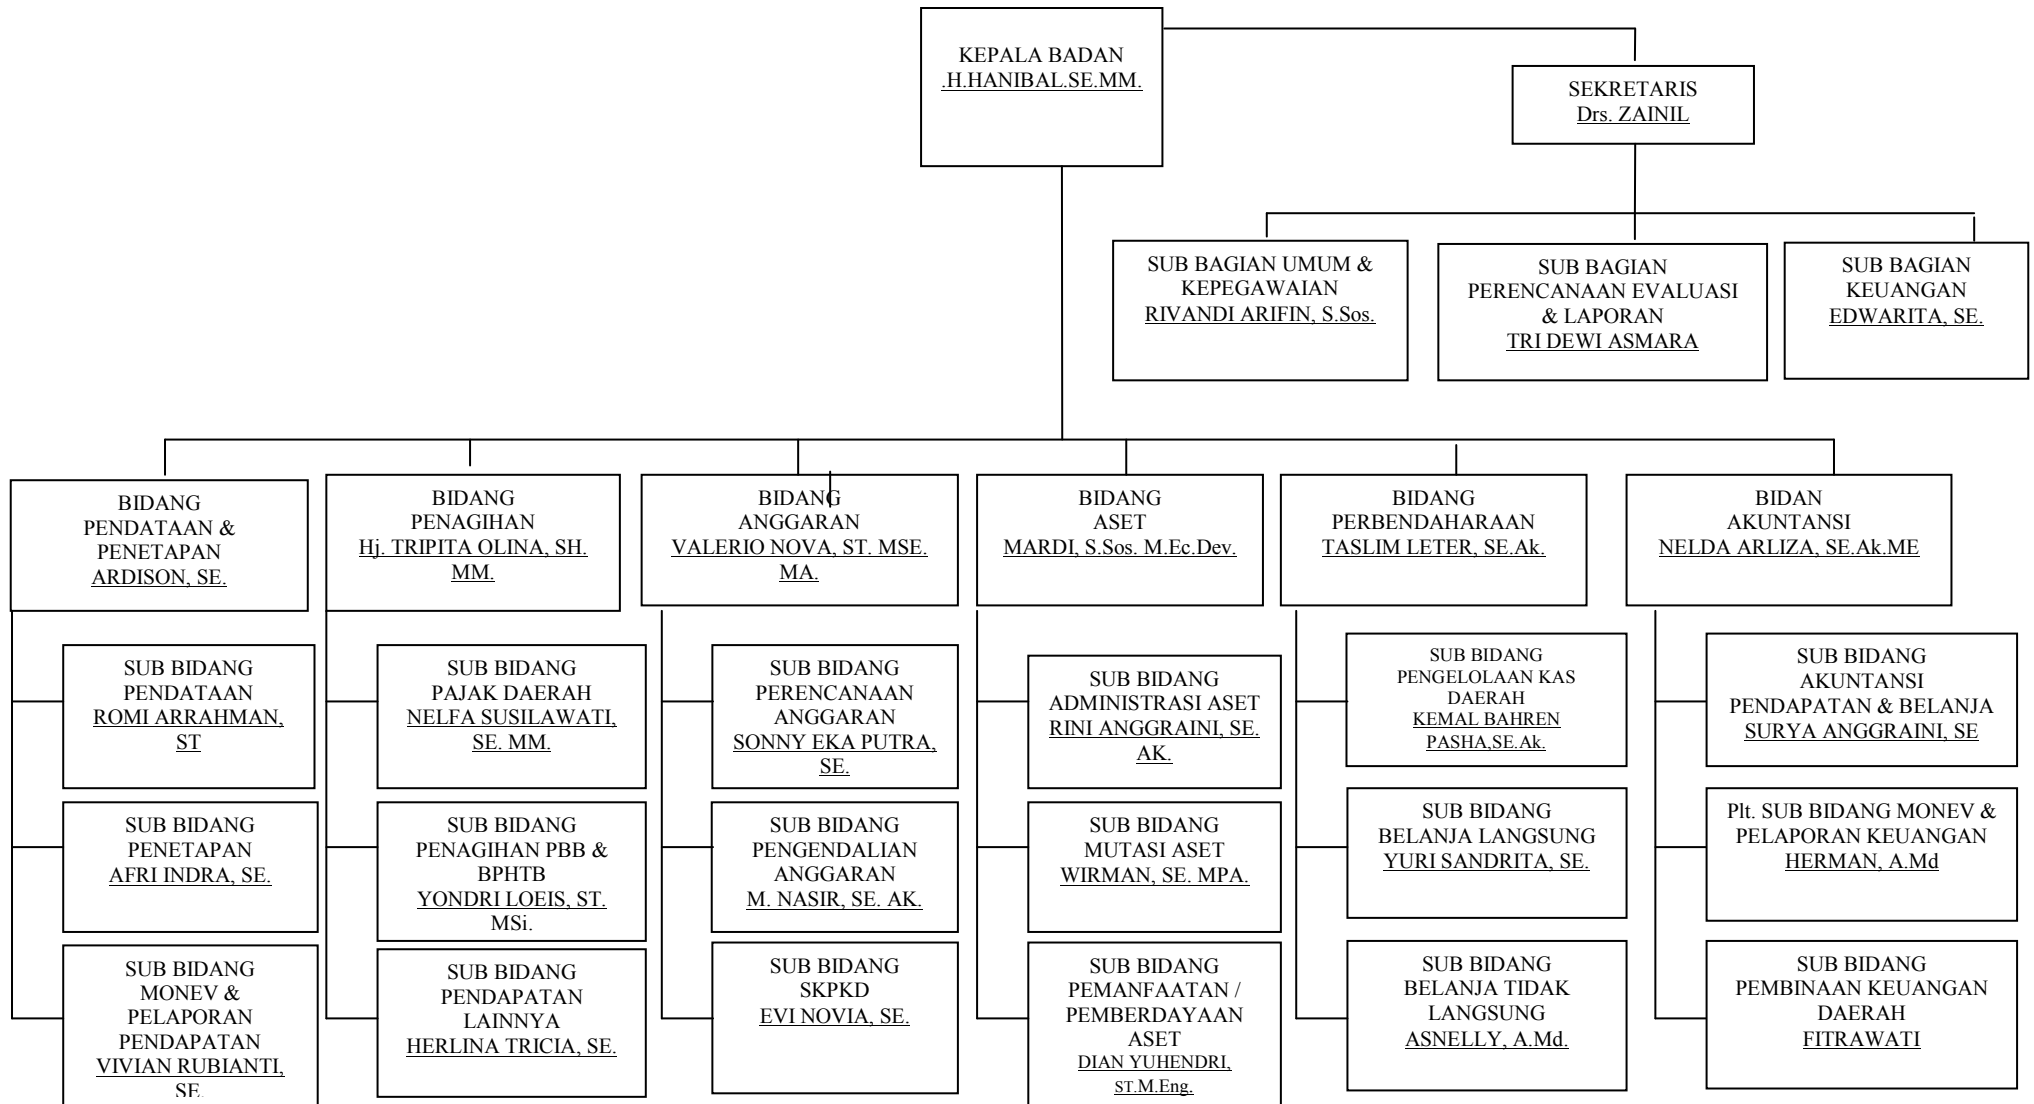 KEPALA BADAN
.H.HANIBAL.SE.MM.
SEKRETARIS
Drs. ZAINIL
SUB BAGIAN UMUM &
KEPEGAWAIAN
RIVANDI ARIFIN, S.Sos.
SUB BAGIAN
PERENCANAAN EVALUASI
& LAPORAN
TRI DEWI ASMARA
SUB BAGIAN
KEUANGAN
EDWARITA, SE.
BIDANG
PENDATAAN &
PENETAPAN
ARDISON, SE.
BIDANG
PENAGIHAN
Hj. TRIPITA OLINA, SH.
MM.
BIDANG
ANGGARAN
VALERIO NOVA, ST. MSE.
MA.
BIDANG
ASET
MARDI, S.Sos. M.Ec.Dev.
BIDANG
PERBENDAHARAAN
TASLIM LETER, SE.Ak.
BIDAN
AKUNTANSI
NELDA ARLIZA, SE.Ak.ME
SUB BIDANG
PENDATAAN
ROMI ARRAHMAN,
ST
SUB BIDANG
PAJAK DAERAH
NELFA SUSILAWATI,
SE. MM.
SUB BIDANG
PERENCANAAN
ANGGARAN
SONNY EKA PUTRA,
SE.
SUB BIDANG
ADMINISTRASI ASET
RINI ANGGRAINI, SE.
AK.
SUB BIDANG
PENGELOLAAN KAS
DAERAH
KEMAL BAHREN
PASHA,SE.Ak.
SUB BIDANG
AKUNTANSI
PENDAPATAN & BELANJA
SURYA ANGGRAINI, SE
SUB BIDANG
PENETAPAN
AFRI INDRA, SE.
SUB BIDANG
PENAGIHAN PBB &
BPHTB
YONDRI LOEIS, ST.
MSi.
SUB BIDANG
PENGENDALIAN
ANGGARAN
M. NASIR, SE. AK.
SUB BIDANG
MUTASI ASET
WIRMAN, SE. MPA.
SUB BIDANG
BELANJA LANGSUNG
YURI SANDRITA, SE.
Plt. SUB BIDANG MONEV &
PELAPORAN KEUANGAN
HERMAN, A.Md
SUB BIDANG
MONEV &
PELAPORAN
PENDAPATAN
VIVIAN RUBIANTI,
SE.
SUB BIDANG
PENDAPATAN
LAINNYA
HERLINA TRICIA, SE.
SUB BIDANG
SKPKD
EVI NOVIA, SE.
SUB BIDANG
PEMANFAATAN /
PEMBERDAYAAN
ASET
DIAN YUHENDRI,
ST.M.Eng.
SUB BIDANG
BELANJA TIDAK
LANGSUNG
ASNELLY, A.Md.
SUB BIDANG
PEMBINAAN KEUANGAN
DAERAH
FITRAWATI